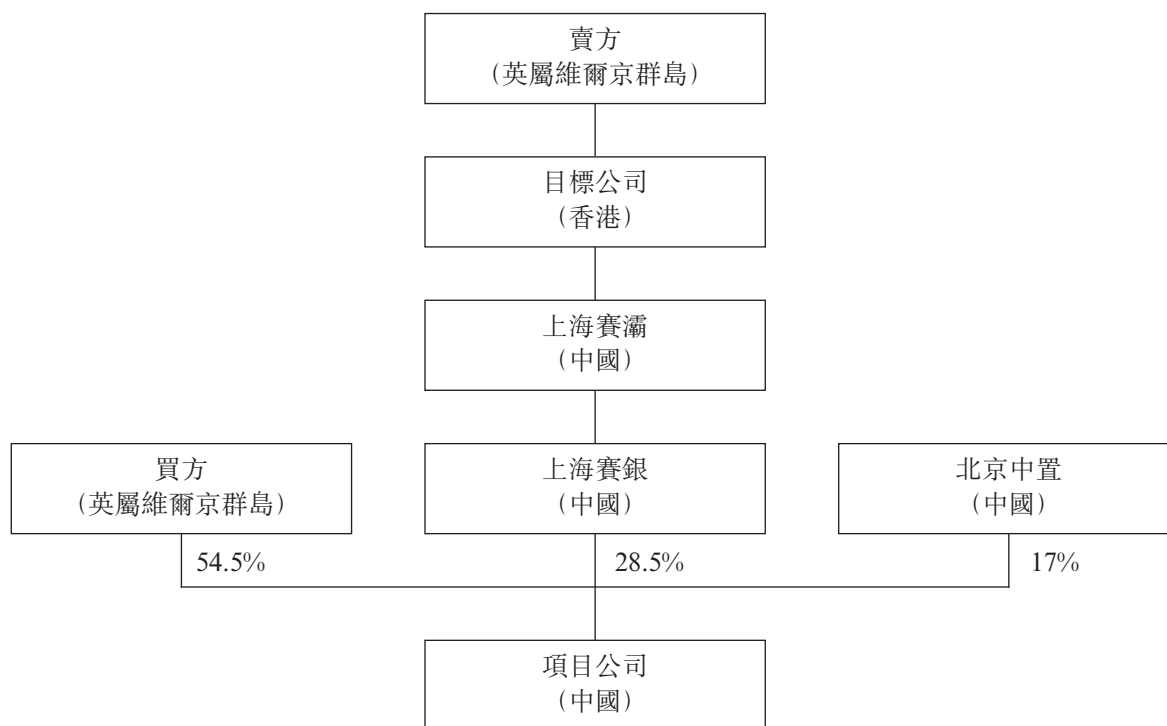 賣方
（英屬維爾京群島）
目標公司
（香港）
上海賽灞
（中國）
買方
（英屬維爾京群島）
上海賽銀
（中國）
北京中置
（中國）
54.5%
28.5%
17%
項目公司
（中國）